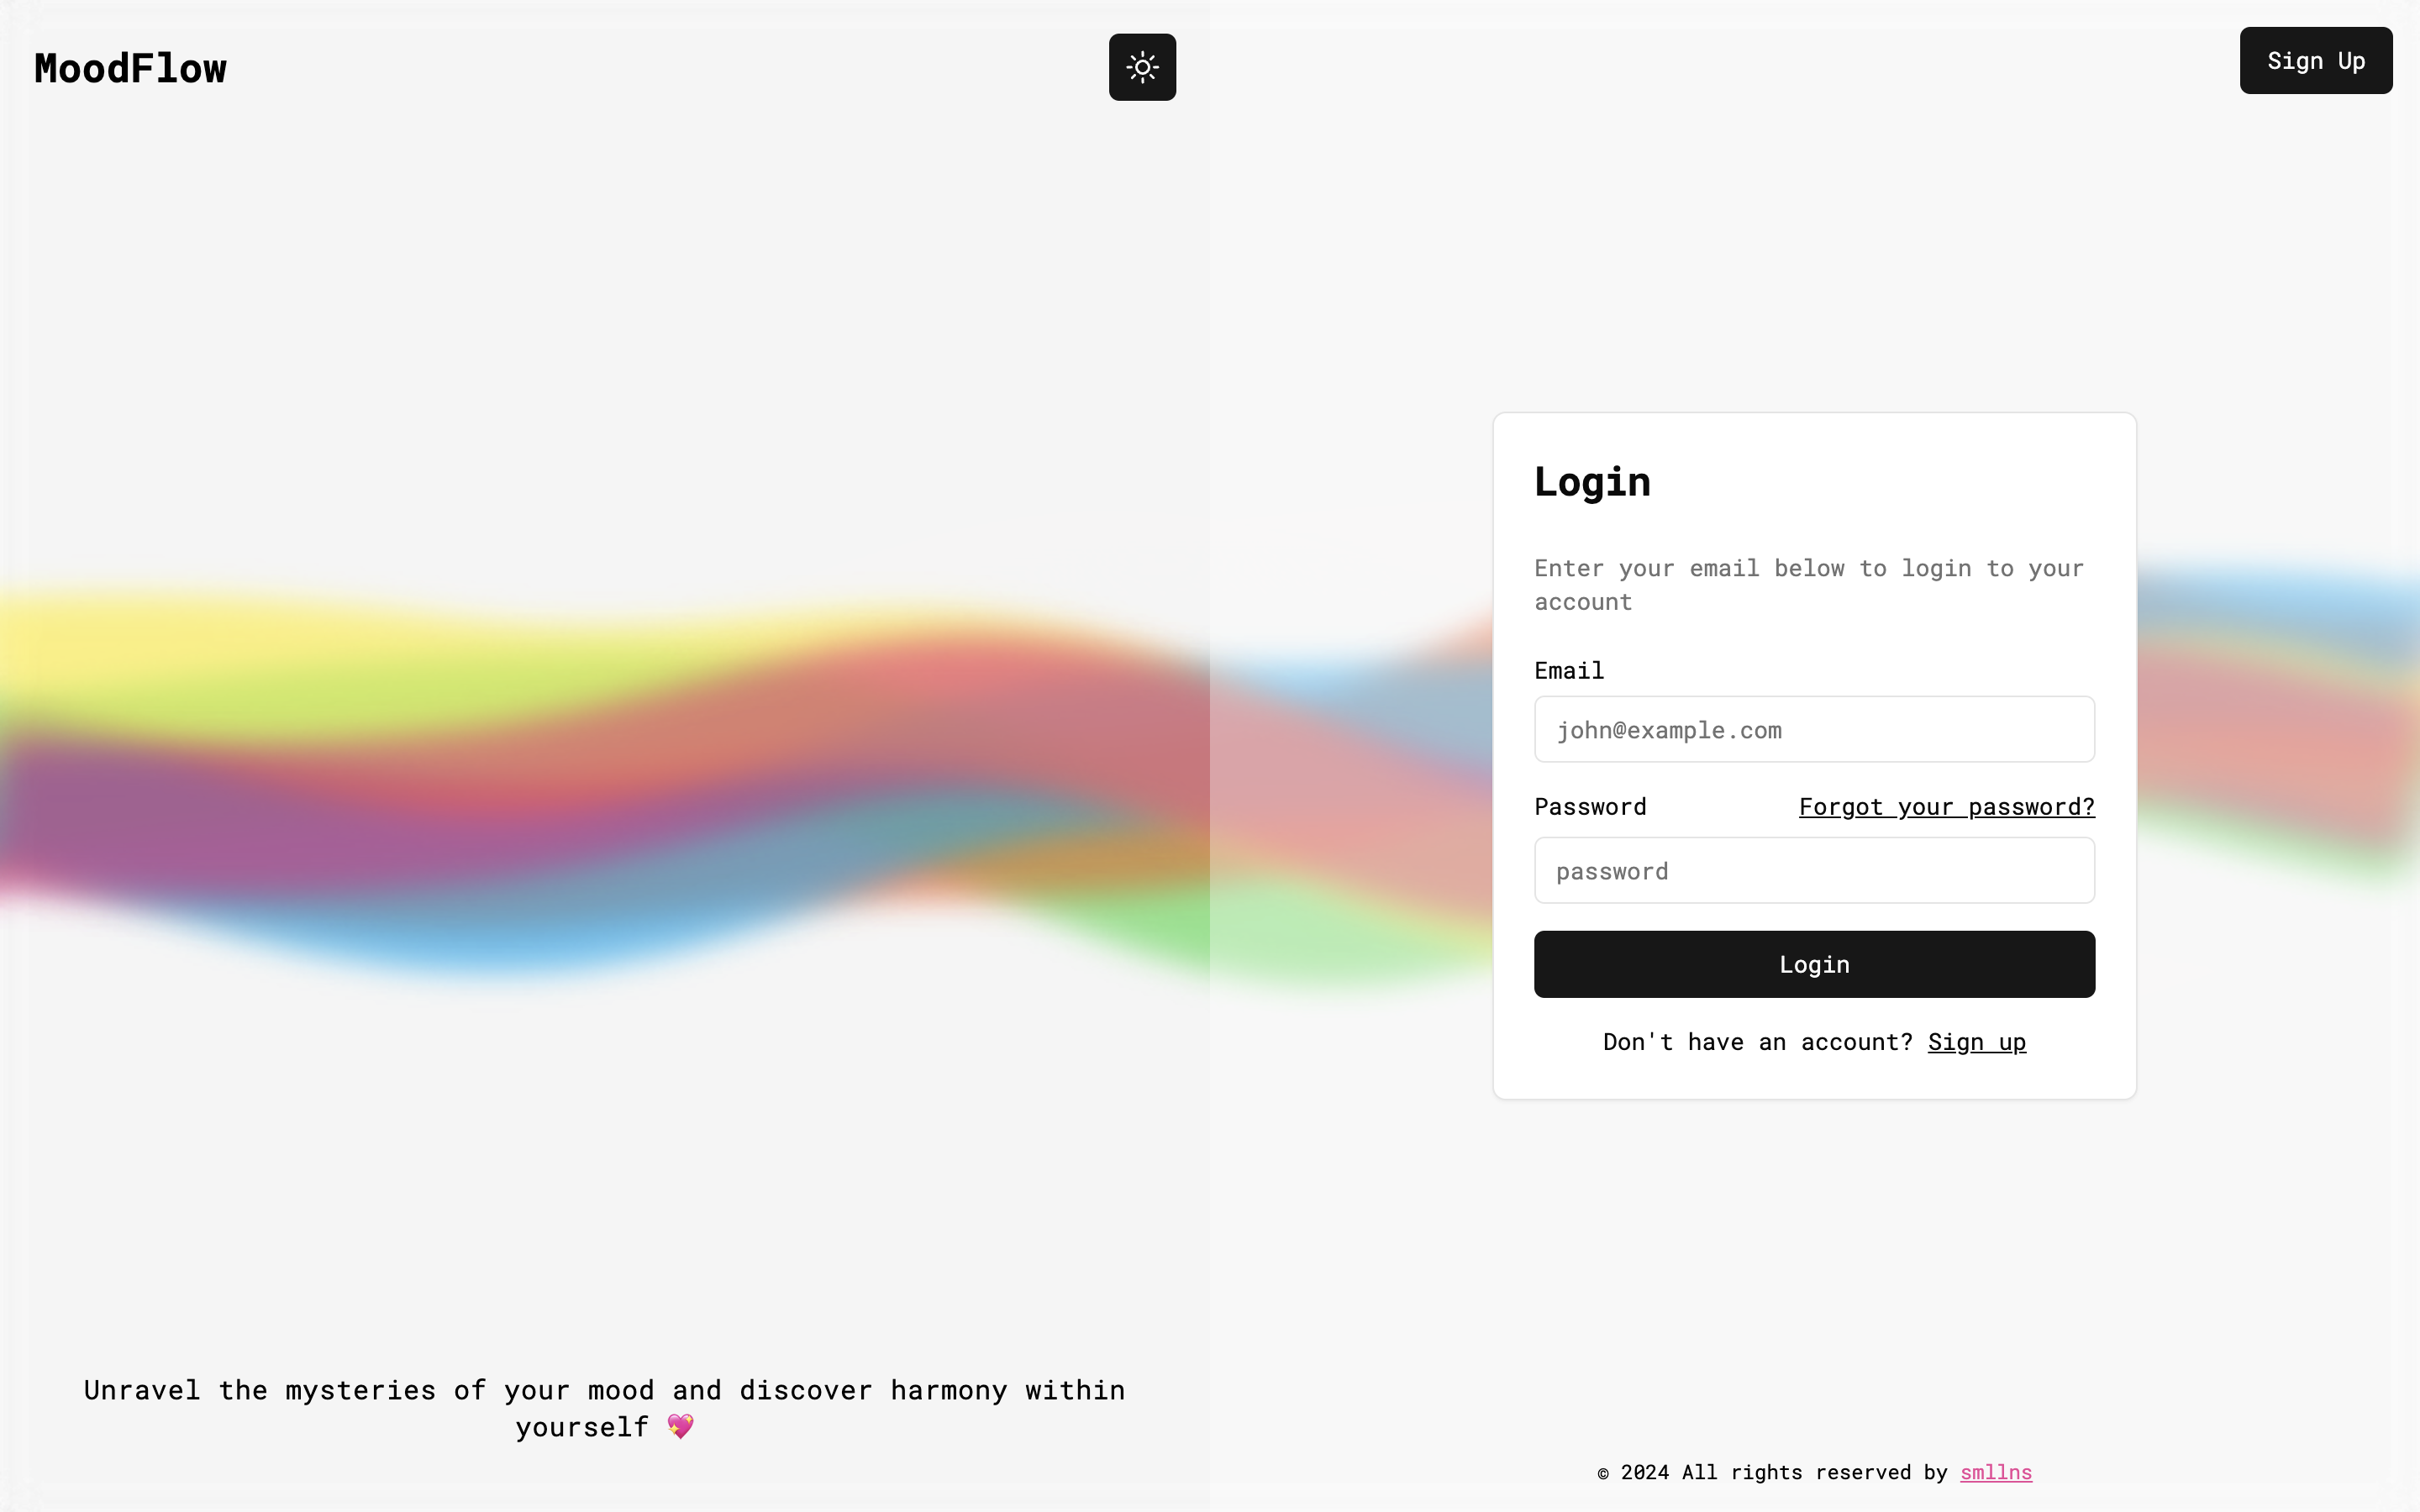 MoodFlow
Sign Up
Login
Enter your email below to login to your
account
Email
john@example.com
Password
Forgot your password?
password
Login
Don't have an account? Sign up
Unravel the mysteries of your mood and discover harmony within
yourself 💖
© 2024 All rights reserved by smllns